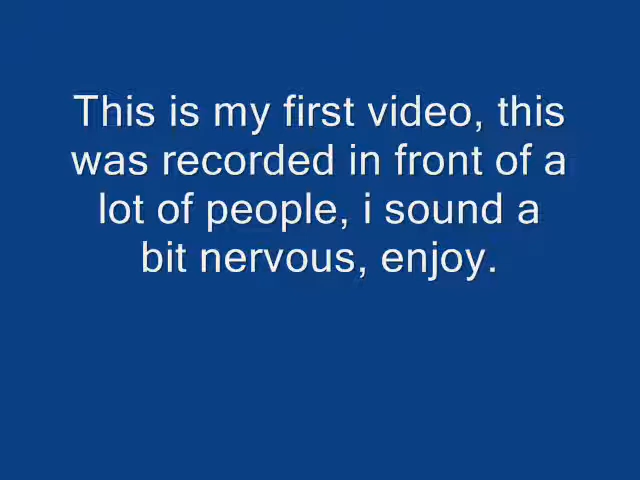 This is my first video, this
was recorded in front of a
lot of people, i sound a
bit nervous, enjoy.